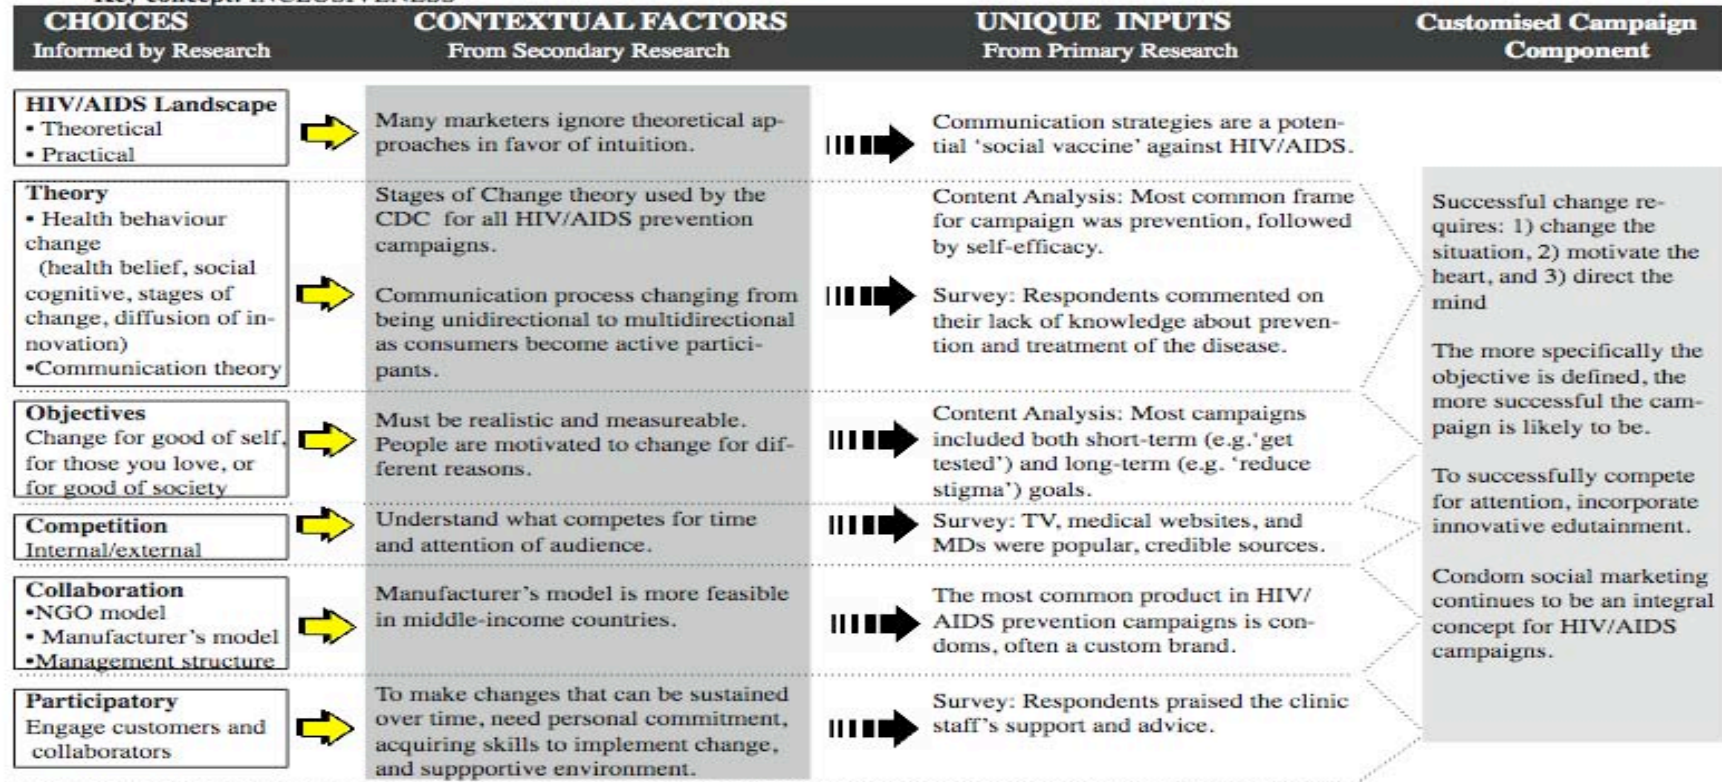 Key concept: INCLUSIVENESS
CHOICES
Informed by Research
CONTEXTUAL FACTORS
From Secondary Research
UNIQUE INPUTS
From Primary Research
Customised Campaign
Component
HIV/AIDS Landscape
• Theoretical
• Practical
Many marketers ignore theoretical ap-
proaches in favor of intuition.
Communication strategies are a poten-
tial ‘social vaccine’ against HIV/AIDS.
Theory
• Health behaviour
change
(health belief, social
cognitive, stages of
change, diffusion of in-
novation)
•Communication theory
Stages of Change theory used by the
CDC for all HIV/AIDS prevention
campaigns.
Communication process changing from
being unidirectional to multidirectional
as consumers become active partici-
pants.
Content Analysis: Most common frame
for campaign was prevention, followed
by self-efficacy.
Survey: Respondents commented on
their lack of knowledge about preven-
tion and treatment of the disease.
Objectives
Change for good of self,
for those you love, or
for good of society
Must be realistic and measureable.
People are motivated to change for dif-
ferent reasons.
Content Analysis: Most campaigns
included both short-term (e.g.‘get
tested’) and long-term (e.g. ‘reduce
stigma’) goals.
Competition
Internal/external
Understand what competes for time
and attention of audience.
Survey: TV, medical websites, and
MDs were popular, credible sources.
Collaboration
•NGO model
• Manufacturer’s model
•Management structure
Manufacturer’s model is more feasible
in middle-income countries.
The most common product in HIV/
AIDS prevention campaigns is con-
doms, often a custom brand.
Participatory
Engage customers and
collaborators
To make changes that can be sustained
over time, need personal commitment,
acquiring skills to implement change,
and suppportive environment.
Survey: Respondents praised the clinic
staff’s support and advice.
Successful change re-
quires: 1) change the
situation, 2) motivate the
heart, and 3) direct the
mind
The more specifically the
objective is defined, the
more successful the cam-
paign is likely to be.
To successfully compete
for attention, incorporate
innovative edutainment.
Condom social marketing
continues to be an integral
concept for HIV/AIDS
campaigns.